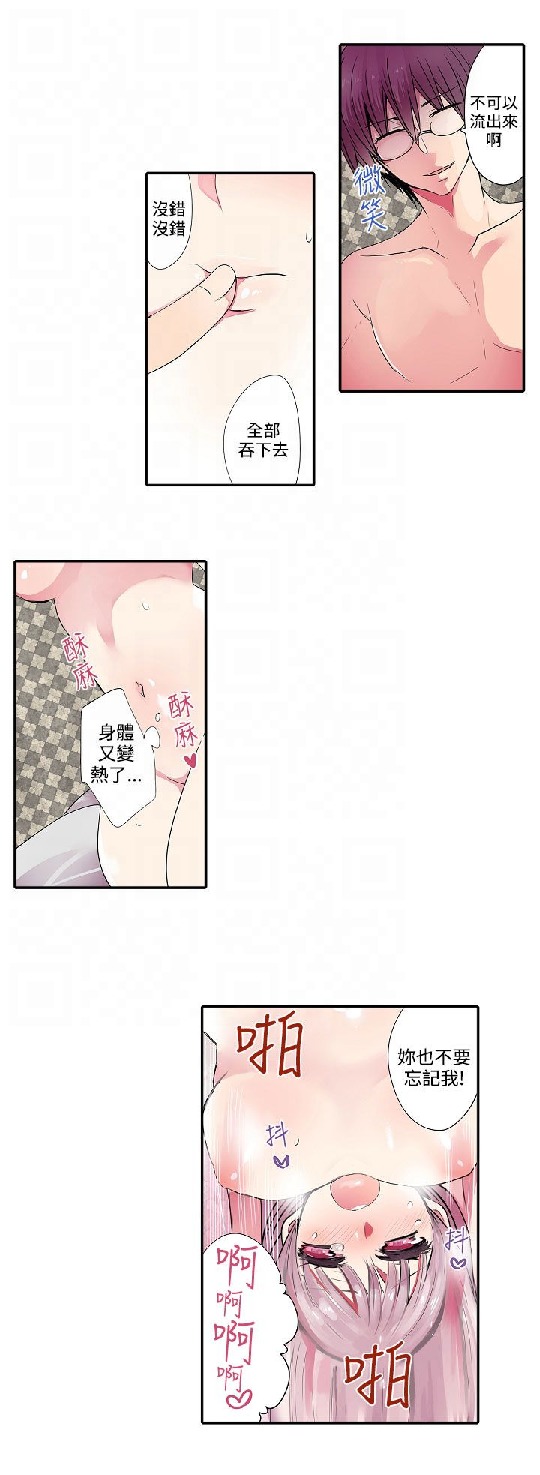 不可以
流出來
啊
微笑
沒錯
沒錯
全部
吞下去
酥麻
酥麻
身體
又變
熱了...
啪
妳也不要
忘記我!
抖
抖
啊
啊
啊
啊
啪